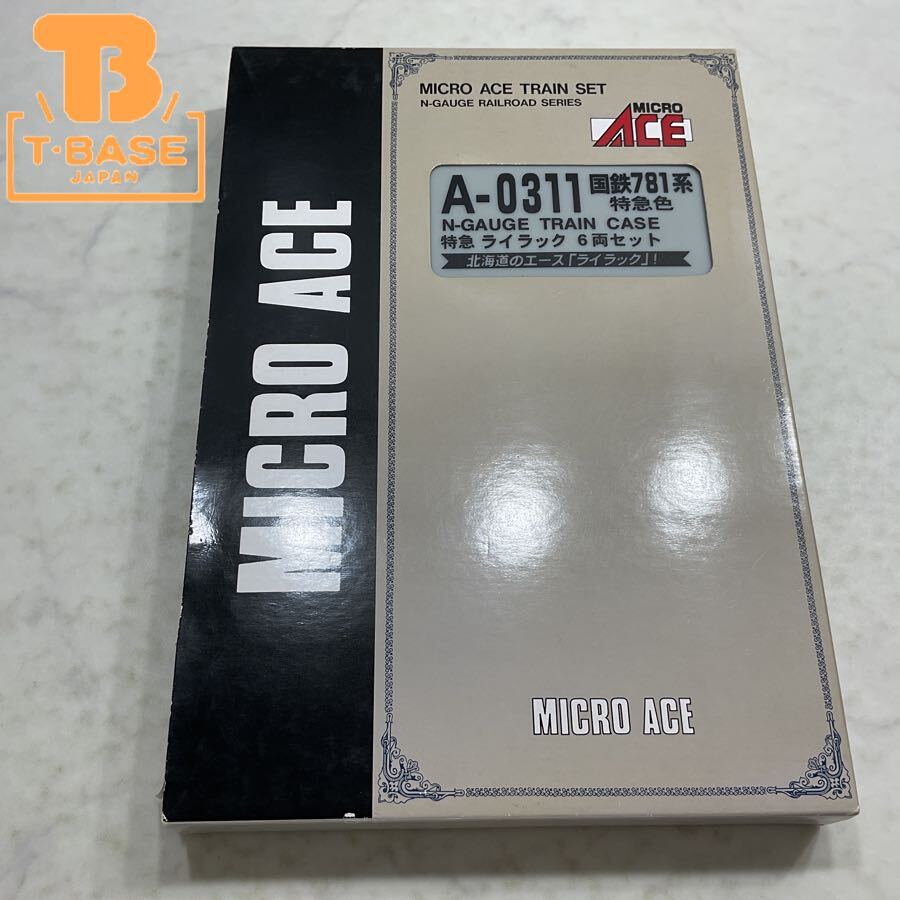 B
T·BASE
JAPAN
MICRO ACE TRAIN SET
N-GAUGE RAILROAD SERIES
MICRO
ACE
A-0311 国鉄781系
特急色
N-GAUGE TRAIN CASE
特急 ライラック 6両セット
北海道のエース「ライラック」!
MICRO ACE
MICRO ACE